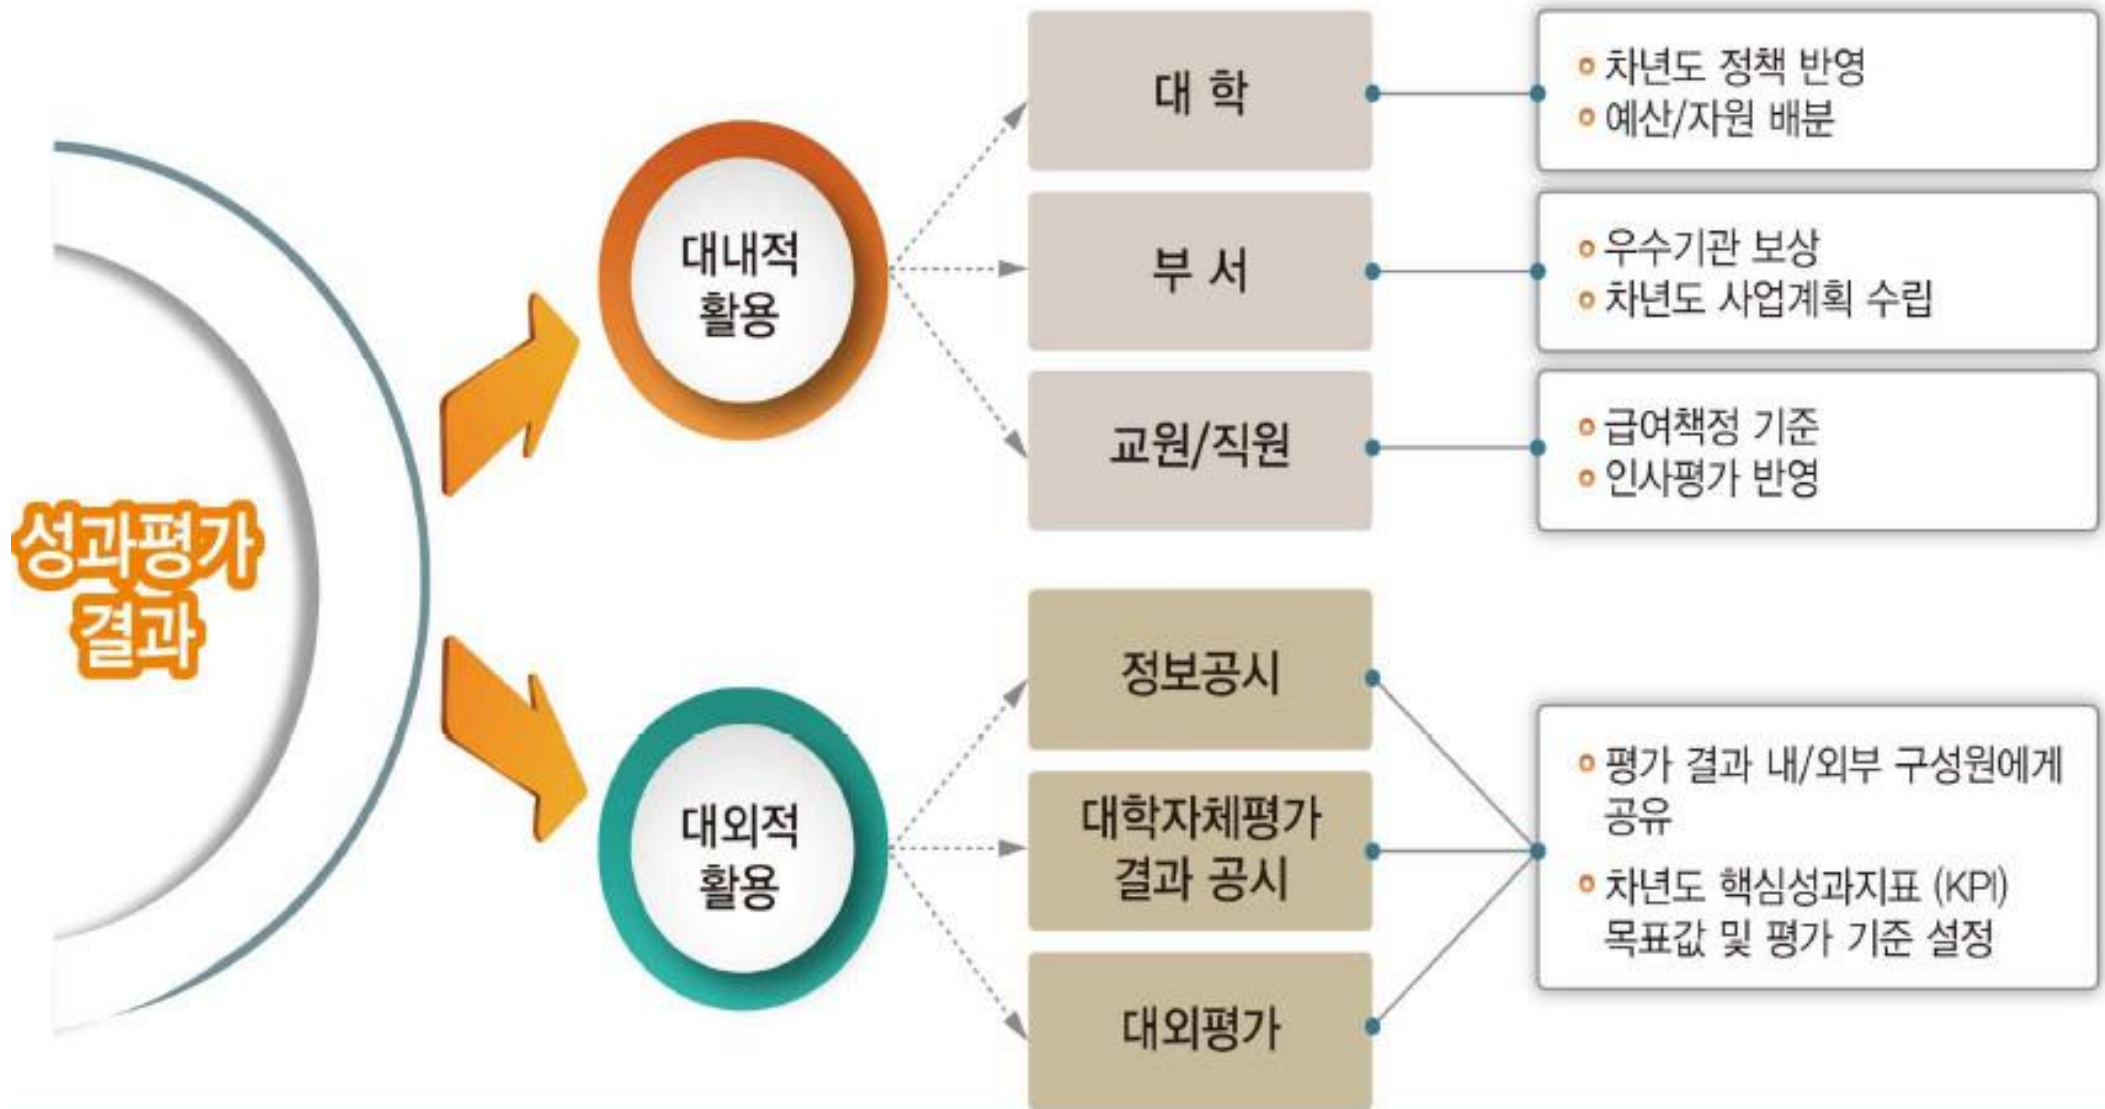 성과평가
결과
대내적
활용
대 학
차년도 정책 반영
예산/자원 배분
부 서
우수기관 보상
차년도 사업계획 수립
교원/직원
급여책정 기준
인사평가 반영
대외적
활용
정보공시
대학자체평가
결과 공시
대외평가
평가 결과 내/외부 구성원에게
공유
차년도 핵심성과지표 (KPI)
목표값 및 평가 기준 설정